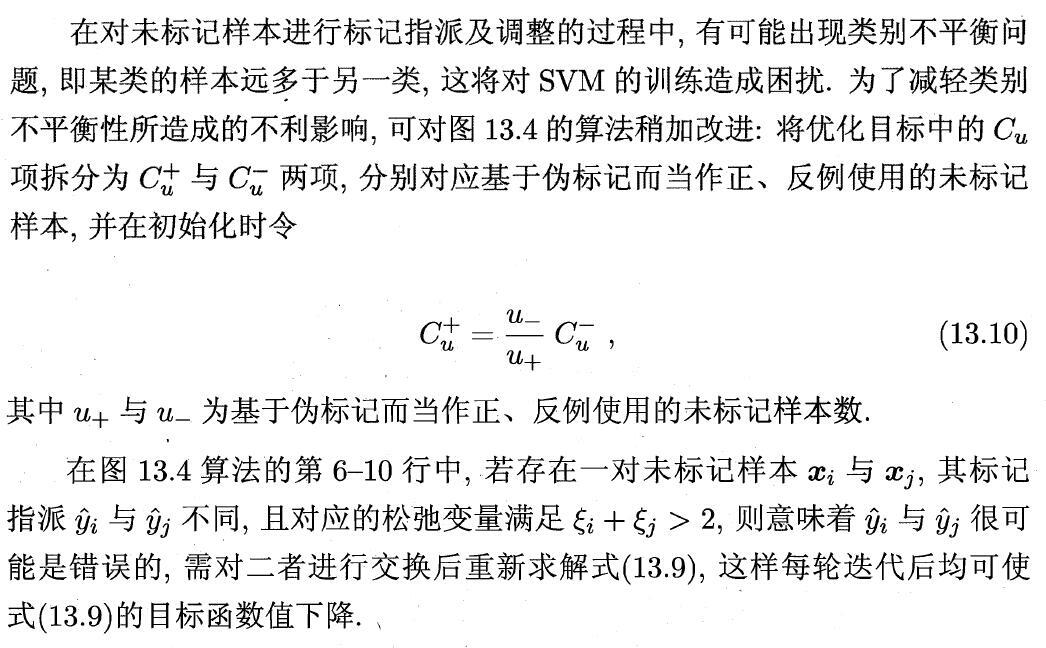 在对未标记样本进行标记指派及调整的过程中, 有可能出现类别不平衡问
题, 即某类的样本远多于另一类, 这将对 SVM 的训练造成困扰. 为了减轻类别
不平衡性所造成的不利影响, 可对图 13.4 的算法稍加改进: 将优化目标中的 $C_u$
项拆分为 $C_u^+$ 与 $C_u^-$ 两项, 分别对应基于伪标记而当作正、反例使用的未标记
样本, 并在初始化时令
$C_u^+ = \frac{u_-}{u_+} C_u^-$ , (13.10)
其中 $u_+$ 与 $u_-$ 为基于伪标记而当作正、反例使用的未标记样本数.
在图 13.4 算法的第 6–10 行中, 若存在一对未标记样本 $\boldsymbol{x}_i$ 与 $\boldsymbol{x}_j$, 其标记
指派 $\hat{y}_i$ 与 $\hat{y}_j$ 不同, 且对应的松弛变量满足 $\xi_i + \xi_j > 2$, 则意味着 $\hat{y}_i$ 与 $\hat{y}_j$ 很可
能是错误的, 需对二者进行交换后重新求解式(13.9), 这样每轮迭代后均可使
式(13.9)的目标函数值下降.